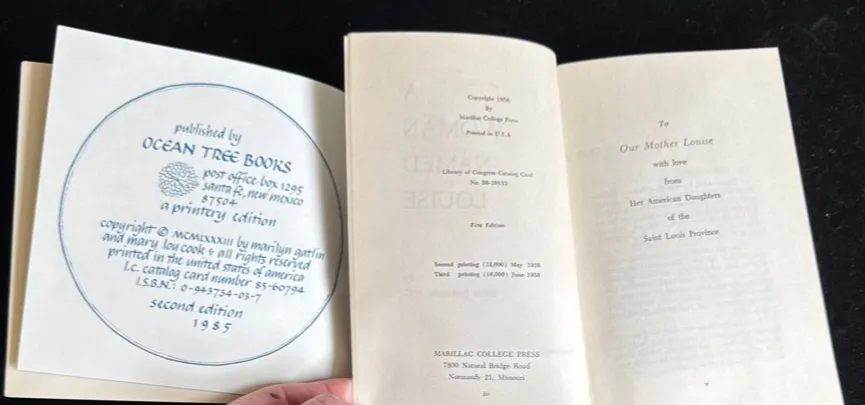 published by
OCEAN TREE BOOKS
post office box 1295
santa fe, new mexico
87504
a printery edition
copyright © MCMLXXXIII by marilyn gatlin
and mary lou cook + all rights reserved
printed in the united states of america
l.c. catalog card number 85-60794
I.S.B.N.: 0-943734-03-7
second edition
1985
Copyright 1958
By
Marillac College Press
Printed in U.S.A
Library of Congress Catalog Card
No.
First Edition
Second printing (12,000) May 1958
Third printing (10,000) June 1958
MARILLAC COLLEGE PRESS
7800 Natural Bridge Road
Normandy 21, Missouri
iv
To
Our Mother Louise
with love
from
Her American Daughters
of the
Saint Louis Province
v